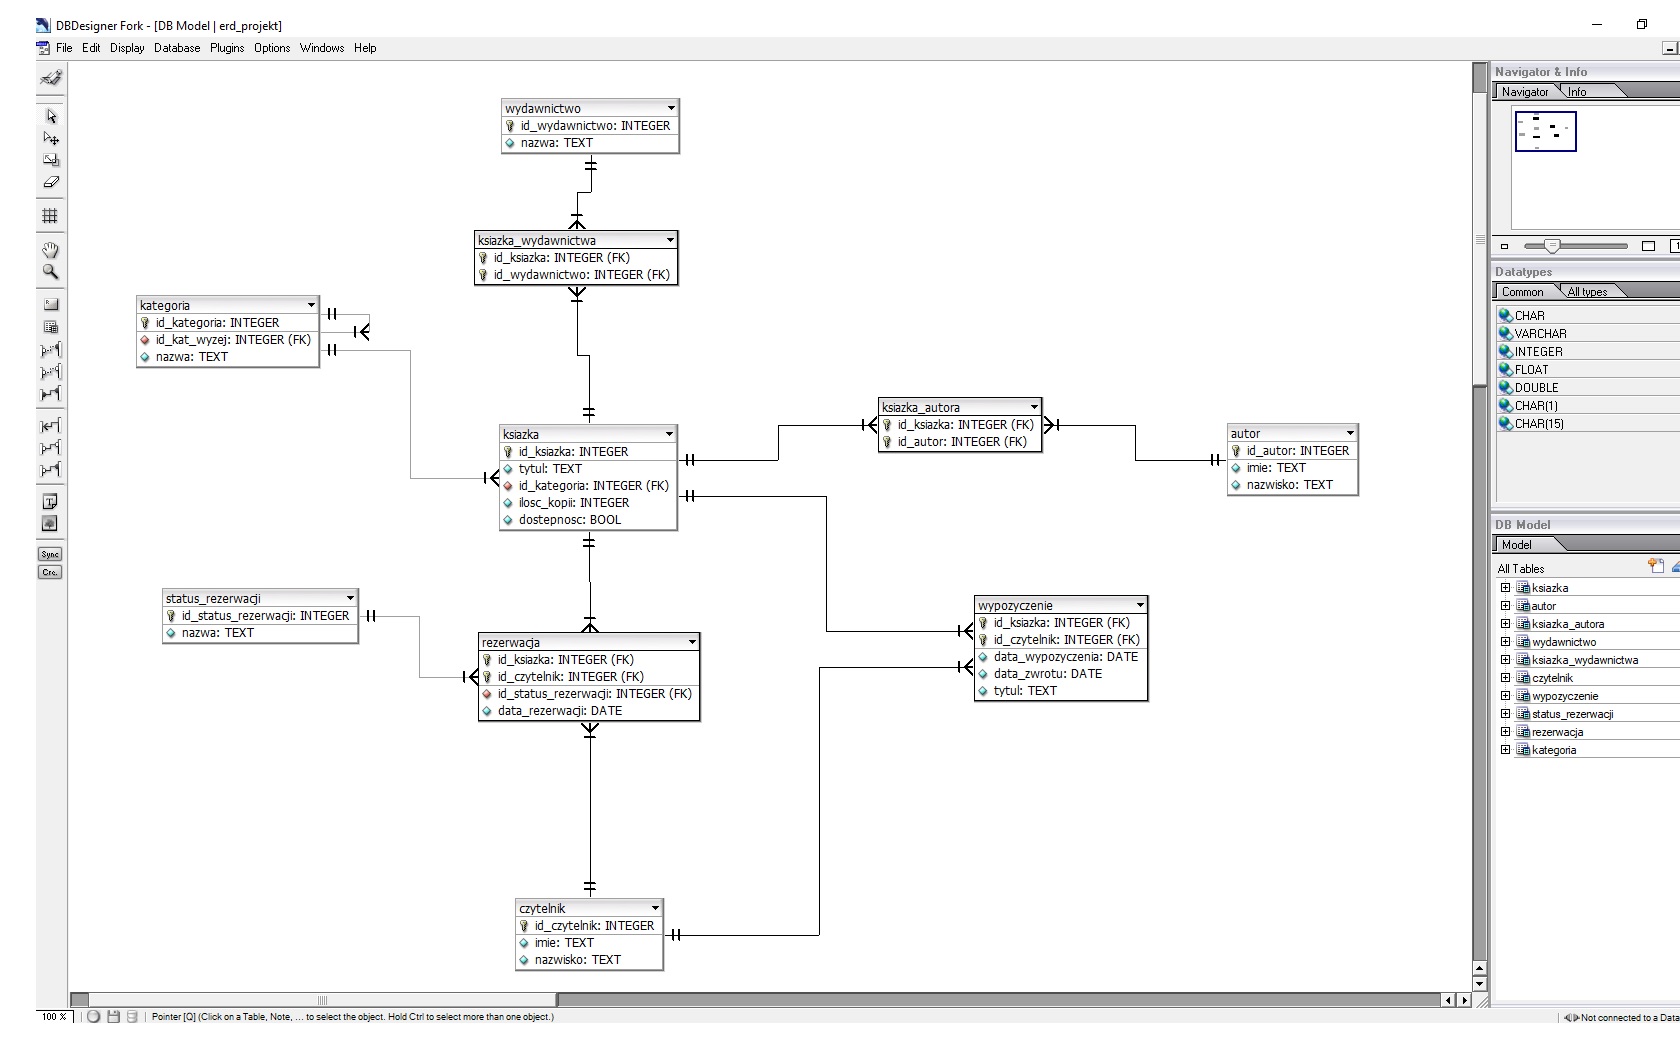 DBDesigner Fork - [DB Model | erd_projekt]
File Edit Display Database Plugins Options Windows Help
wydawnictwo
id_wydawnictwo: INTEGER
nazwa: TEXT
ksiazka_wydawnictwa
id_ksiazka: INTEGER (FK)
id_wydawnictwo: INTEGER (FK)
kategoria
id_kategoria: INTEGER
id_kat_wyzej: INTEGER (FK)
nazwa: TEXT
ksiazka
id_ksiazka: INTEGER
tytul: TEXT
id_kategoria: INTEGER (FK)
ilosc_kopii: INTEGER
dostepnosc: BOOL
ksiazka_autora
id_ksiazka: INTEGER (FK)
id_autor: INTEGER (FK)
autor
id_autor: INTEGER
imie: TEXT
nazwisko: TEXT
status_rezerwacji
id_status_rezerwacji: INTEGER
nazwa: TEXT
rezerwacja
id_ksiazka: INTEGER (FK)
id_czytelnik: INTEGER (FK)
id_status_rezerwacji: INTEGER (FK)
data_rezerwacji: DATE
wypozyczenie
id_ksiazka: INTEGER (FK)
id_czytelnik: INTEGER (FK)
data_wypozyczenia: DATE
data_zwrotu: DATE
tytul: TEXT
czytelnik
id_czytelnik: INTEGER
imie: TEXT
nazwisko: TEXT
Sync
Cre.
Navigator & Info
Navigator Info
1
Datatypes
Common All types
CHAR
VARCHAR
INTEGER
FLOAT
DOUBLE
CHAR(1)
CHAR(15)
DB Model
Model
All Tables
ksiazka
autor
ksiazka_autora
wydawnictwo
ksiazka_wydawnictwa
czytelnik
wypozyczenie
status_rezerwacji
rezerwacja
kategoria
100 % Pointer [Q] (Click on a Table, Note, ... to select the object. Hold Ctrl to select more than one object.) Not connected to a Data